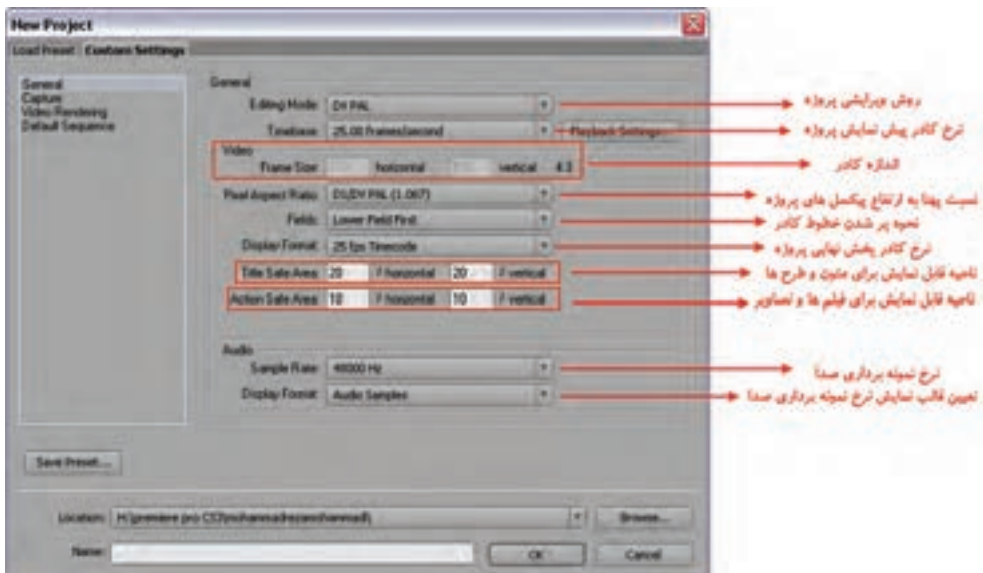 New Project
Load Preset Custom Settings
General
Capture
Video Rendering
Default Sequence
General
Editing Mode: DV PAL
روش ویرایشی پروژه
Timebase: 25.00 frames/second Playback Settings...
نرخ کادر پیش نمایش پروژه
Video
Frame Size: horizontal vertical 4:3
اندازه کادر
Pixel Aspect Ratio: D1/DV PAL (1.067)
نسبت پهنا به ارتفاع پیکسل های پروژه
Fields: Lower Field First
نحوه پر شدن خطوط کادر
Display Format: 25 fps Timecode
نرخ کادر پخش نهایی پروژه
Title Safe Area: 20 % horizontal 20 % vertical
ناحیه قابل نمایش برای متون و طرح ها
Action Safe Area: 10 % horizontal 10 % vertical
ناحیه قابل نمایش برای فیلم ها و تصاویر
Audio
Sample Rate: 48000 Hz
نرخ نمونه برداری صدا
Display Format: Audio Samples
تعیین قالب نمایش نرخ نمونه برداری صدا
Save Preset...
Location: H:\premiere pro CS3\mohammadrezamohammadi\ Browse...
Name: OK Cancel